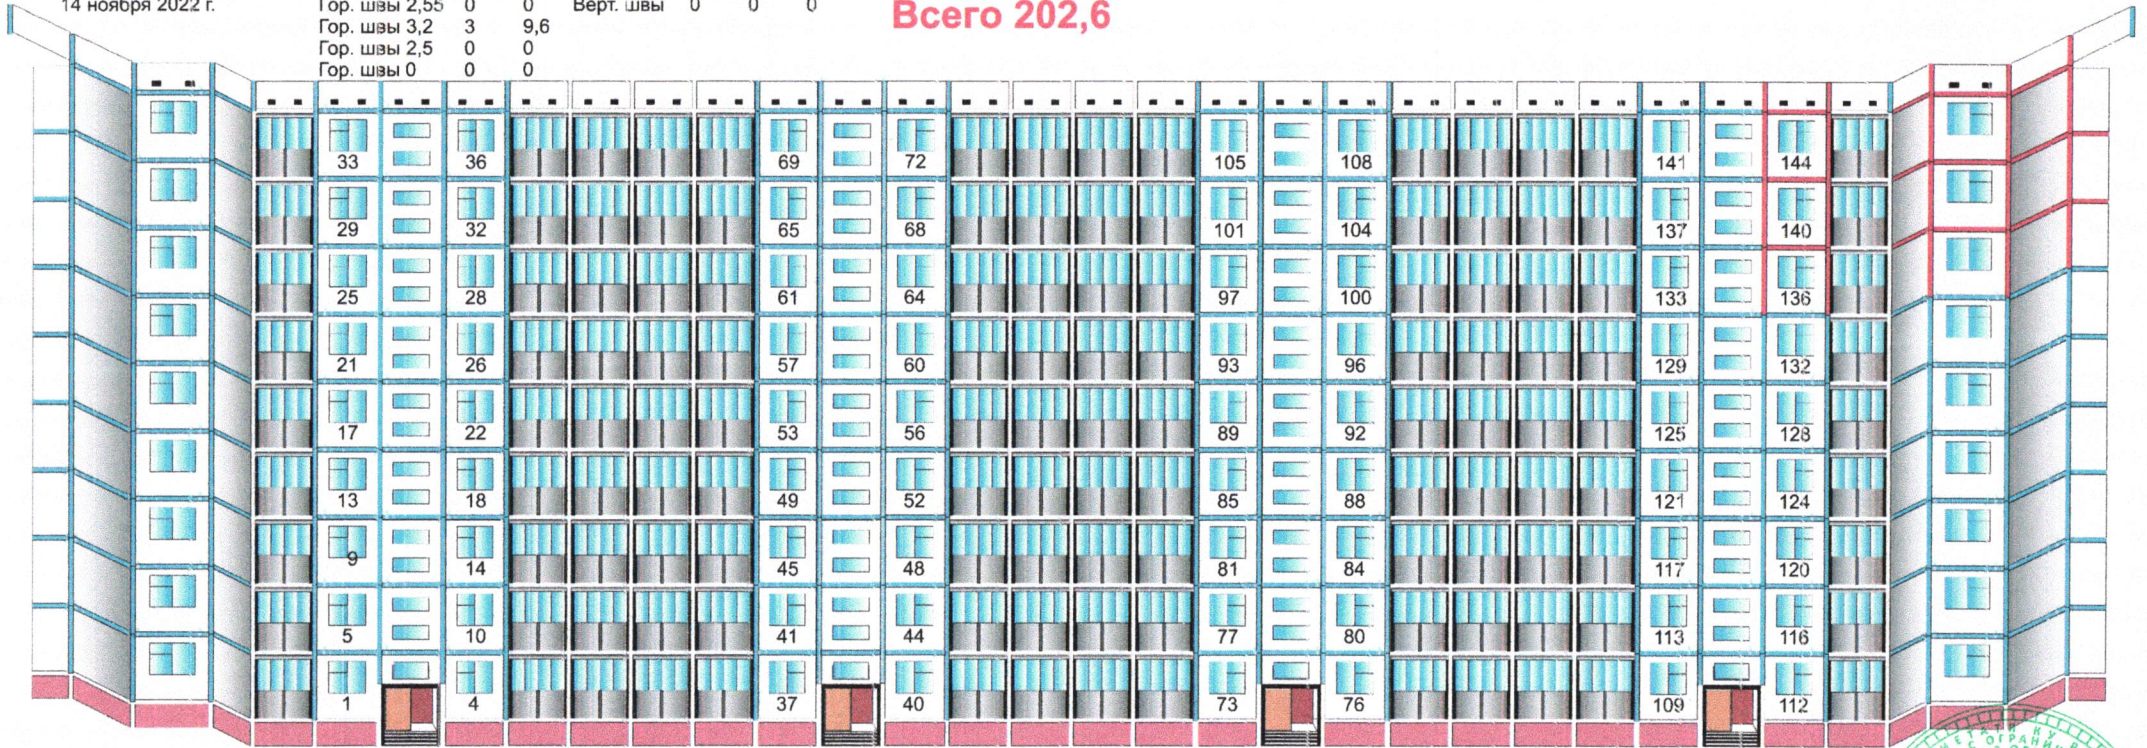 14 ноября 2022 г.
Гор. швы 2,55 0 0 Верт. швы 0 0 0
Гор. швы 3,2 3 9,6
Гор. швы 2,5 0 0
Гор. швы 0 0 0
Всего 202,6
33 36 69 72 105 108 141 144
29 32 65 68 101 104 137 140
25 28 61 64 97 100 133 136
21 26 57 60 93 96 129 132
17 22 53 56 89 92 125 128
13 18 49 52 85 88 121 124
9 14 45 48 81 84 117 120
5 10 41 44 77 80 113 116
1 4 37 40 73 76 109 112